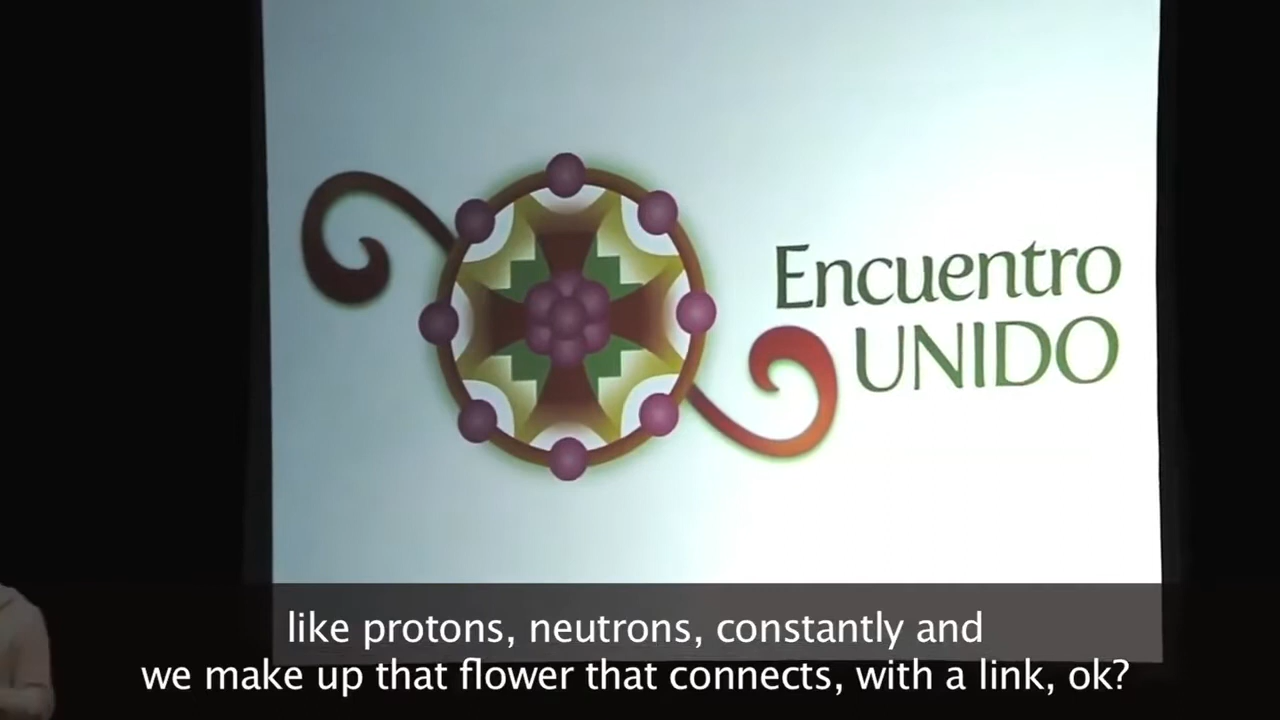 Encuentro
UNIDO
like protons, neutrons, constantly and
we make up that flower that connects, with a link, ok?